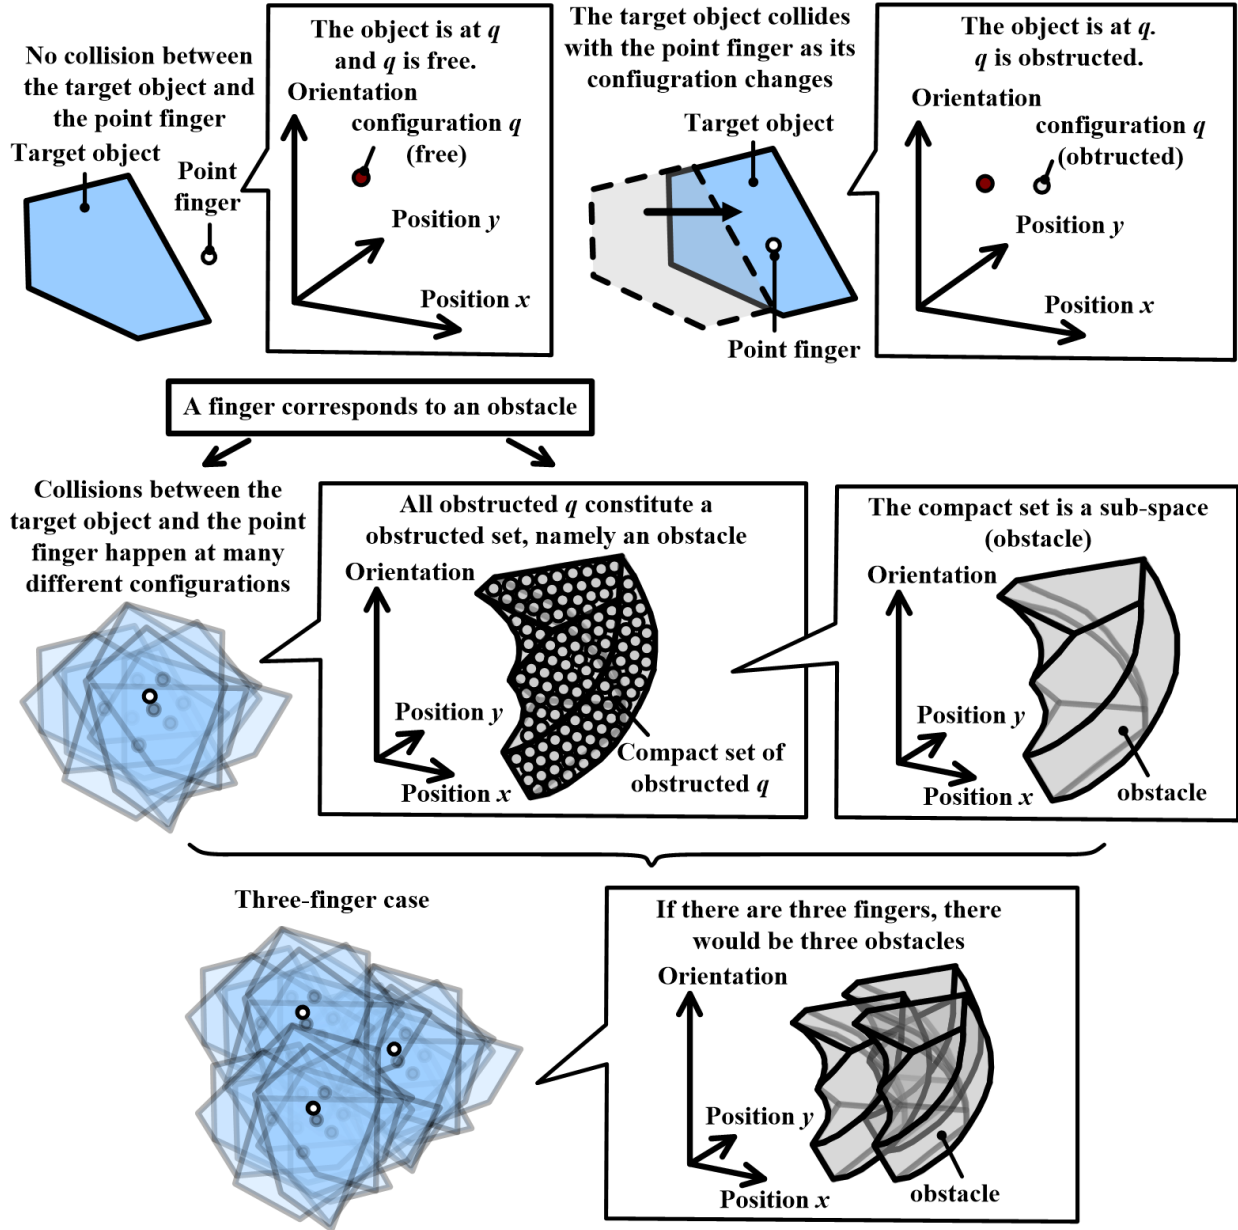 No collision between
the target object and
the point finger
Target object
Point
finger
The object is at q
and q is free.
Orientation
configuration q
(free)
Position y
Position x
The target object collides
with the point finger as its
confiugration changes
Target object
Point finger
The object is at q.
q is obstructed.
Orientation
configuration q
(obtructed)
Position y
Position x
A finger corresponds to an obstacle
Collisions between the
target object and the point
finger happen at many
different configurations
All obstructed q constitute a
obstructed set, namely an obstacle
Orientation
Position y
Position x
Compact set of
obstructed q
The compact set is a sub-space
(obstacle)
Orientation
Position y
Position x
obstacle
Three-finger case
If there are three fingers, there
would be three obstacles
Orientation
Position y
Position x
obstacle